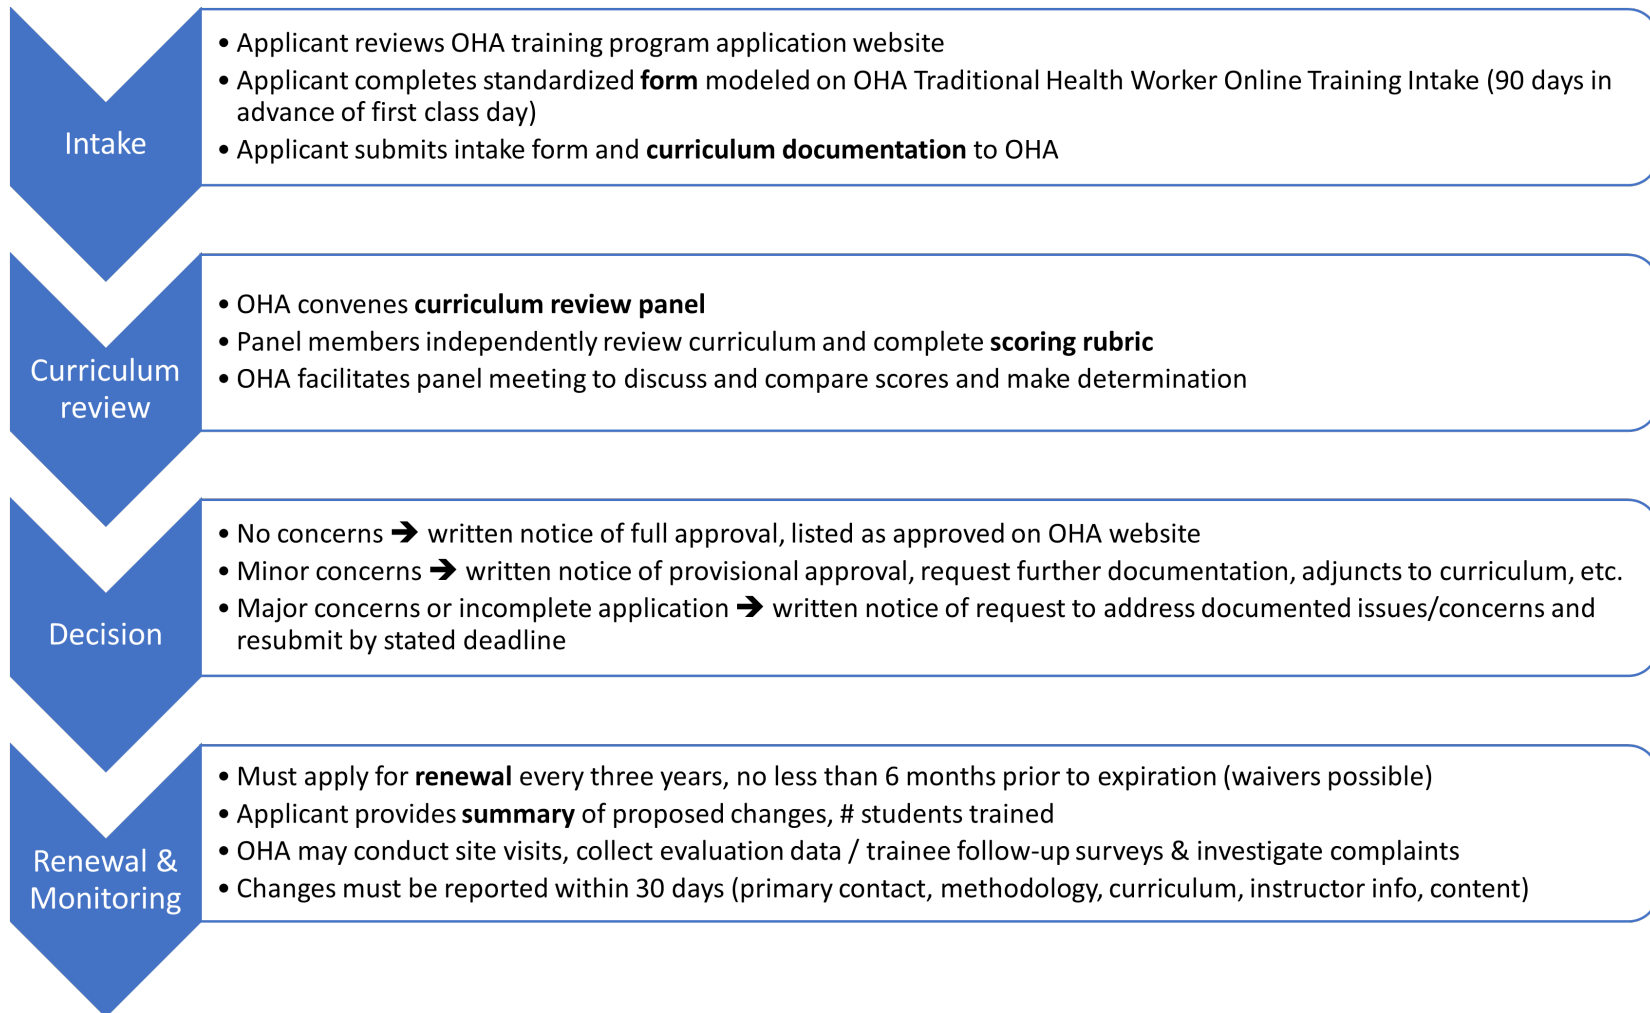 Intake
• Applicant reviews OHA training program application website
• Applicant completes standardized form modeled on OHA Traditional Health Worker Online Training Intake (90 days in
advance of first class day)
• Applicant submits intake form and curriculum documentation to OHA
Curriculum
review
• OHA convenes curriculum review panel
• Panel members independently review curriculum and complete scoring rubric
• OHA facilitates panel meeting to discuss and compare scores and make determination
Decision
• No concerns ➔ written notice of full approval, listed as approved on OHA website
• Minor concerns ➔ written notice of provisional approval, request further documentation, adjuncts to curriculum, etc.
• Major concerns or incomplete application ➔ written notice of request to address documented issues/concerns and
resubmit by stated deadline
Renewal &
Monitoring
• Must apply for renewal every three years, no less than 6 months prior to expiration (waivers possible)
• Applicant provides summary of proposed changes, # students trained
• OHA may conduct site visits, collect evaluation data / trainee follow-up surveys & investigate complaints
• Changes must be reported within 30 days (primary contact, methodology, curriculum, instructor info, content)